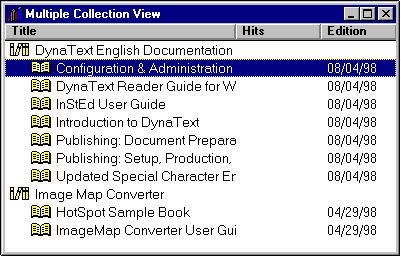 Multiple Collection View
Title Hits Edition
DynaText English Documentation
Configuration & Administration 08/04/98
DynaText Reader Guide for W 08/04/98
InStEd User Guide 08/04/98
Introduction to DynaText 08/04/98
Publishing: Document Prepara 08/04/98
Publishing: Setup, Production, 08/04/98
Updated Special Character Er 08/04/98
Image Map Converter
HotSpot Sample Book 04/29/98
ImageMap Converter User Gui 04/29/98